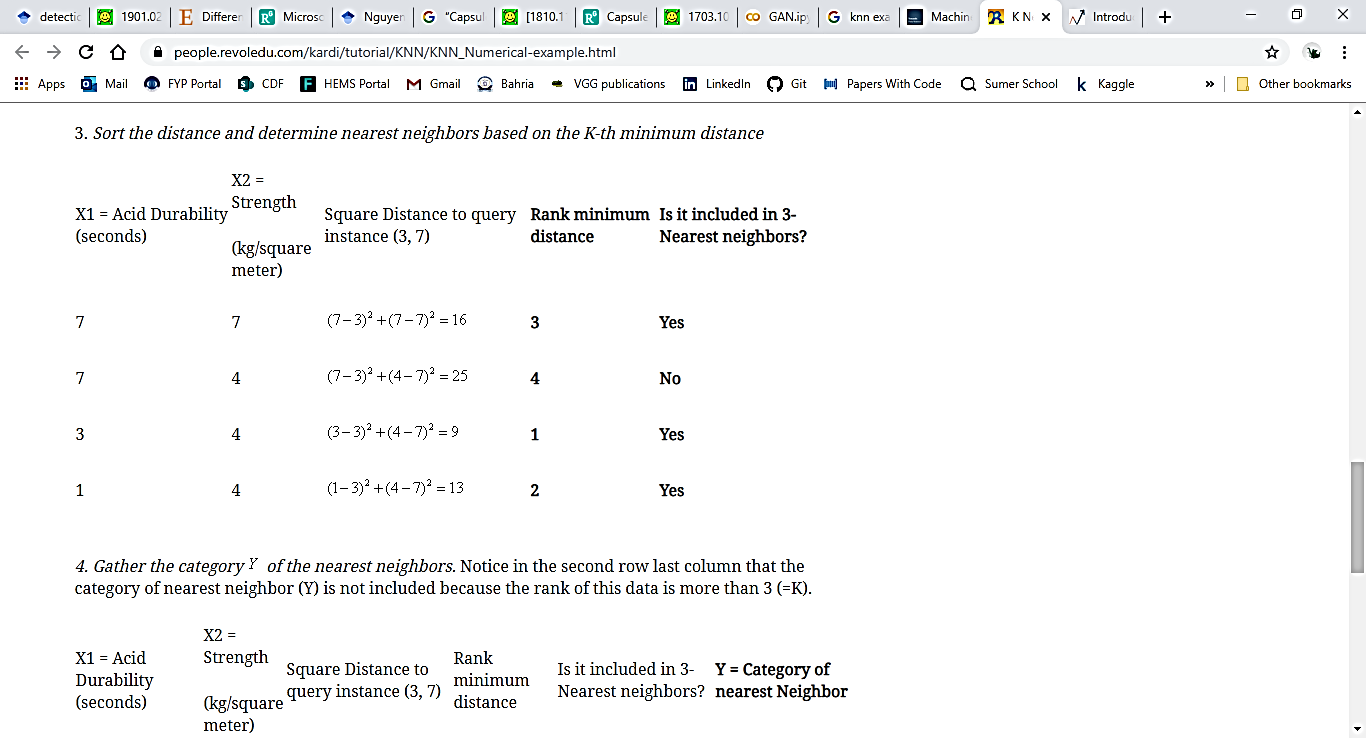 detectic 1901.02 Differer Microsc Nguyer "Capsul [1810.1 Capsule 1703.10 GAN.ipy knn exa Machin K N Introdu
people.revoledu.com/kardi/tutorial/KNN/KNN_Numerical-example.html
Apps Mail FYP Portal CDF HEMS Portal Gmail Bahria VGG publications LinkedIn Git Papers With Code Sumer School Kaggle » Other bookmarks
3. Sort the distance and determine nearest neighbors based on the K-th minimum distance
X1 = Acid Durability
(seconds)
X2 =
Strength
(kg/square
meter)
Square Distance to query
instance (3, 7)
Rank minimum
distance
Is it included in 3-
Nearest neighbors?
7 7 (7−3)²+(7−7)² = 16 3 Yes
7 4 (7−3)²+(4−7)² = 25 4 No
3 4 (3−3)²+(4−7)² = 9 1 Yes
1 4 (1−3)²+(4−7)² = 13 2 Yes
4. Gather the category Y of the nearest neighbors. Notice in the second row last column that the
category of nearest neighbor (Y) is not included because the rank of this data is more than 3 (=K).
X1 = Acid
Durability
(seconds)
X2 =
Strength
(kg/square
meter)
Square Distance to
query instance (3, 7)
Rank
minimum
distance
Is it included in 3-
Nearest neighbors?
Y = Category of
nearest Neighbor